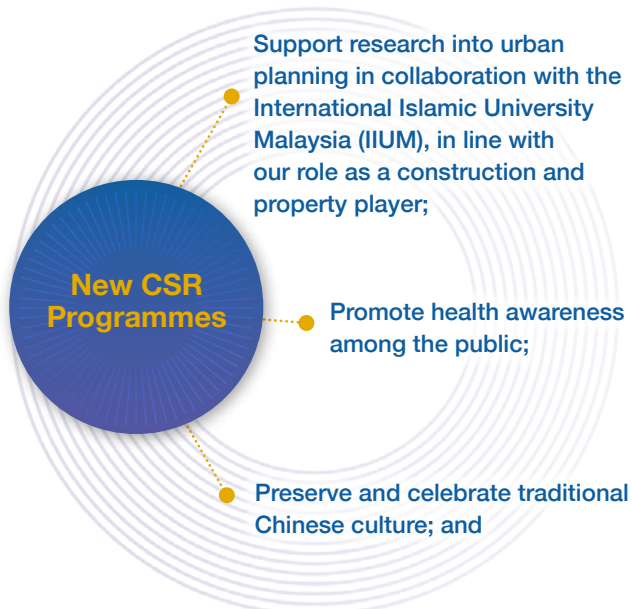 Support research into urban
planning in collaboration with the
International Islamic University
Malaysia (IIUM), in line with
our role as a construction and
property player;
New CSR
Programmes
Promote health awareness
among the public;
Preserve and celebrate traditional
Chinese culture; and